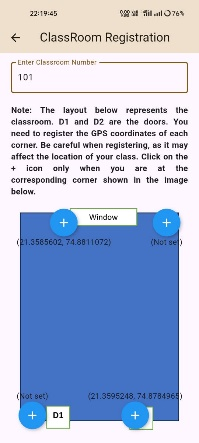 22:19:45
76%
ClassRoom Registration
Enter Classroom Number
101
Note: The layout below represents the
classroom. D1 and D2 are the doors. You
need to register the GPS coordinates of each
corner. Be careful when registering, as it may
affect the location of your class. Click on the
+ icon only when you are at the
corresponding corner shown in the image
below.
Window
(21.3585602, 74.8811072) (Not set)
(Not set) (21.3595248, 74.8784965)
D1